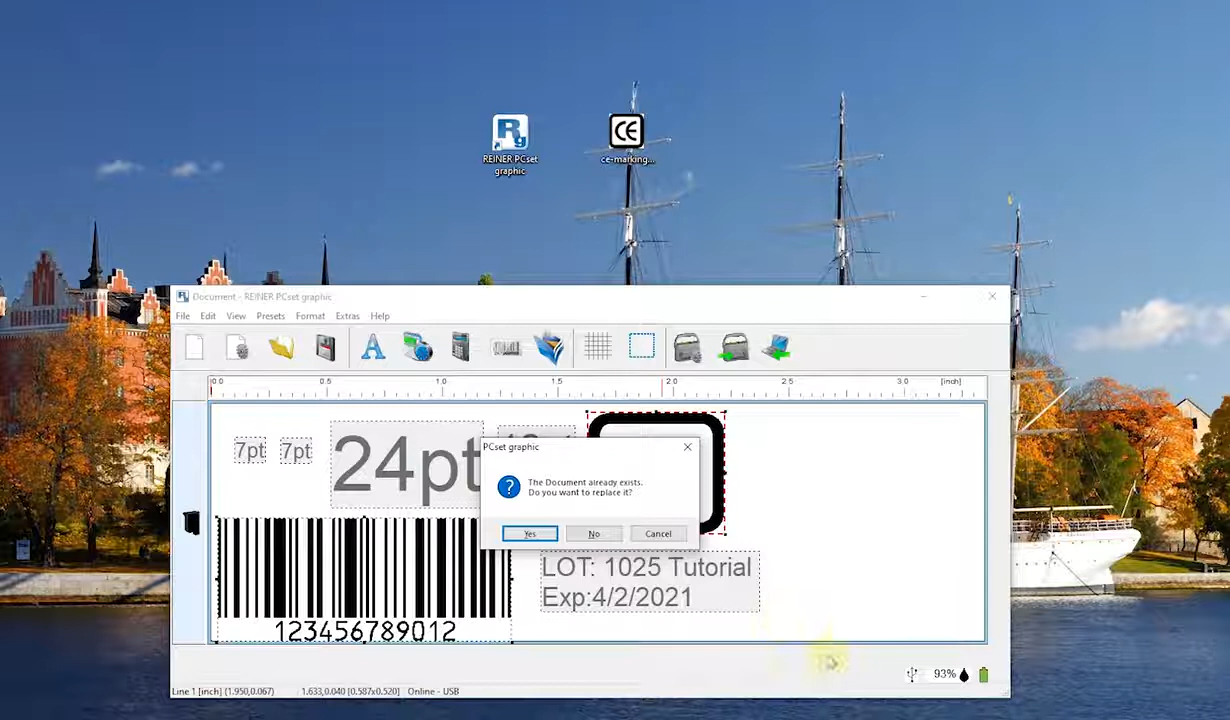 REINER PCset
graphic
CE
ce-marking...
Document - REINER PCset graphic
File Edit View Presets Format Extras Help
0.0 0.5 1.0 1.5 2.0 2.5 3.0 [inch]
7pt 7pt 24pt
PCset graphic
The Document already exists.
Do you want to replace it?
Yes No Cancel
123456789012
LOT: 1025 Tutorial
Exp:4/2/2021
93%
Line 1 [inch] (1.950,0.067) 1.633,0.040 [0.587x0.520] Online - USB